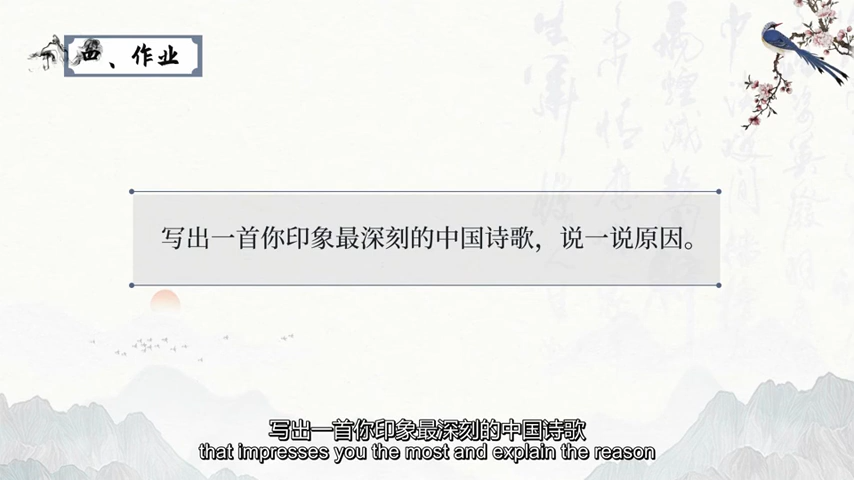 四、作业
写出一首你印象最深刻的中国诗歌，说一说原因。
写出一首你印象最深刻的中国诗歌
that impresses you the most and explain the reason